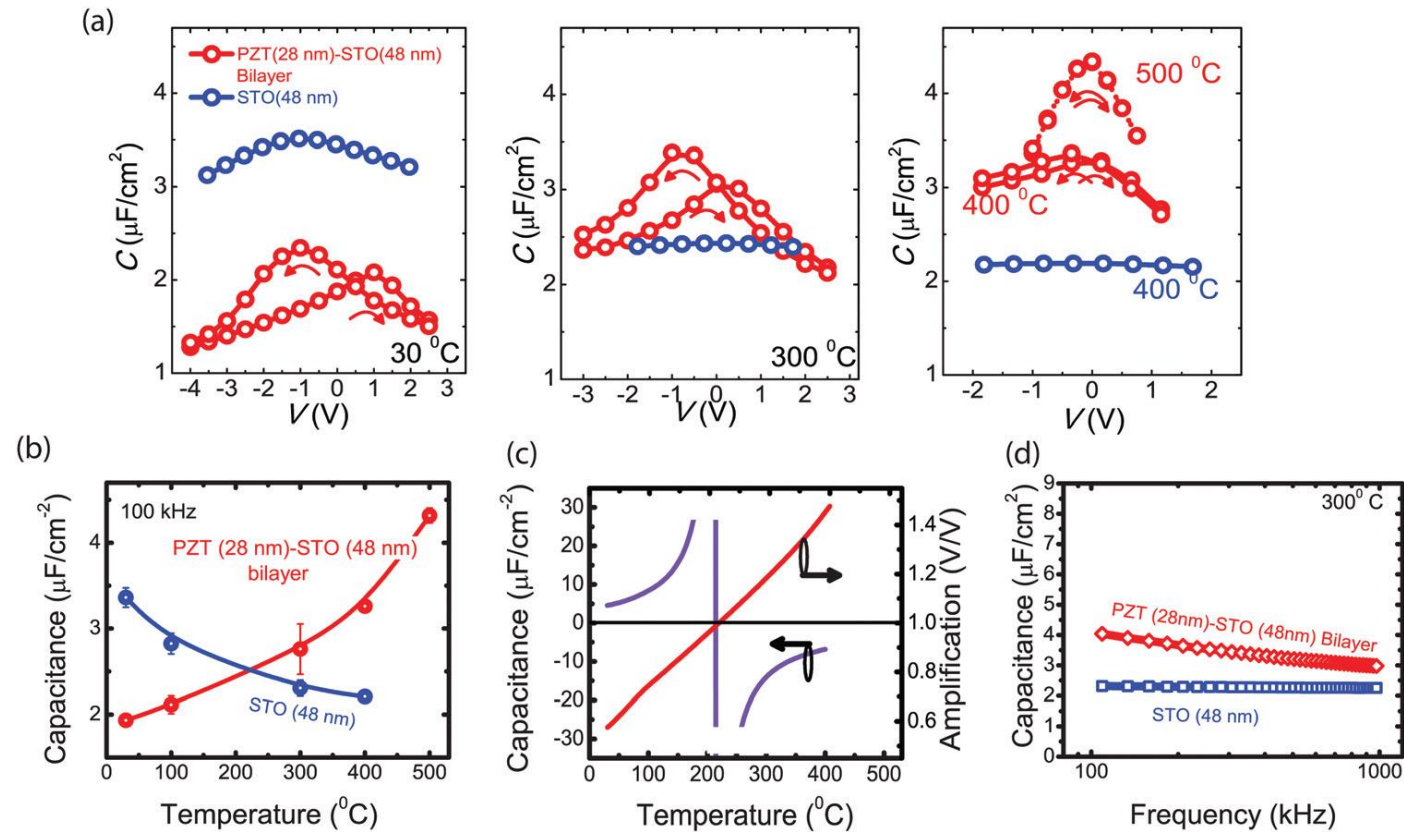 (a)
PZT(28 nm)-STO(48 nm)
Bilayer
STO(48 nm)
C (μF/cm²)
4
3
2
1
-4 -3 -2 -1 0 1 2 3
V (V)
30 ⁰C
C (μF/cm²)
4
3
2
1
-3 -2 -1 0 1 2 3
V (V)
300 ⁰C
C (μF/cm²)
4
3
2
1
-2 -1 0 1 2
V (V)
500 ⁰C
400 ⁰C
400 ⁰C
(b)
Capacitance (μF/cm⁻²)
4
3
2
100 kHz
PZT (28 nm)-STO (48 nm)
bilayer
STO (48 nm)
0 100 200 300 400 500
Temperature (⁰C)
(c)
Capacitance (μF/cm⁻²)
30
20
10
0
-10
-20
-30
1.4
1.2
1.0
0.8
0.6
Amplification (V/V)
0 100 200 300 400 500
Temperature (⁰C)
(d)
Capacitance (μF/cm²)
9
8
7
6
5
4
3
2
1
0
300⁰ C
PZT (28nm)-STO (48nm) Bilayer
STO (48 nm)
100 1000
Frequency (kHz)